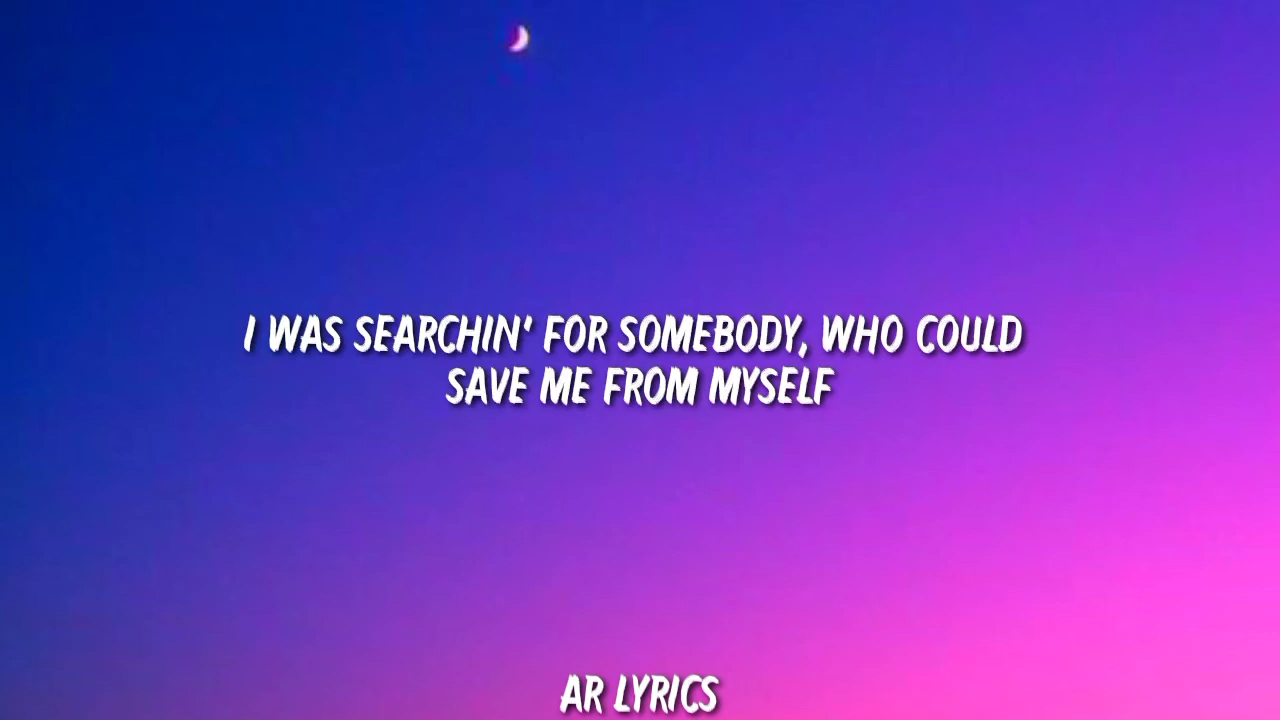 I WAS SEARCHIN' FOR SOMEBODY, WHO COULD
SAVE ME FROM MYSELF
AR LYRICS